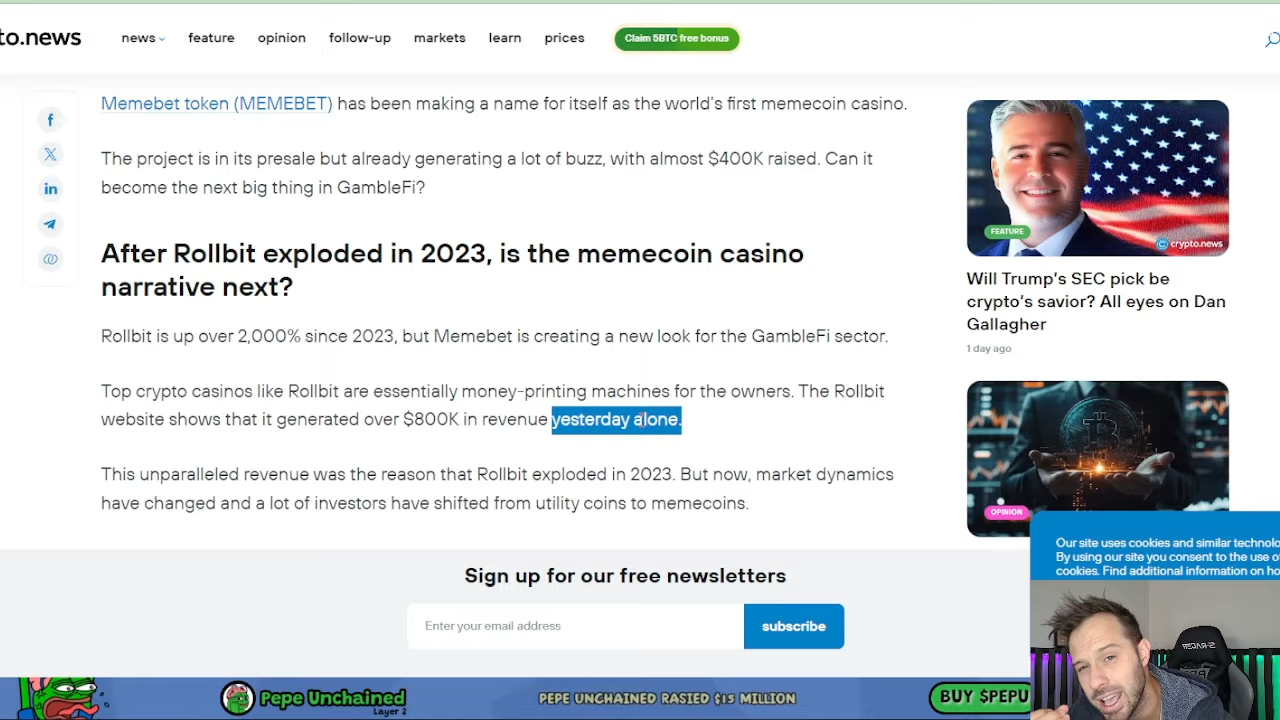 to.news
news
feature
opinion
follow-up
markets
learn
prices
Claim 5BTC free bonus
Memebet token (MEMEBET) has been making a name for itself as the world's first memecoin casino.
The project is in its presale but already generating a lot of buzz, with almost $400K raised. Can it
become the next big thing in GambleFi?
After Rollbit exploded in 2023, is the memecoin casino
narrative next?
Rollbit is up over 2,000% since 2023, but Memebet is creating a new look for the GambleFi sector.
Top crypto casinos like Rollbit are essentially money-printing machines for the owners. The Rollbit
website shows that it generated over $800K in revenue yesterday alone.
This unparalleled revenue was the reason that Rollbit exploded in 2023. But now, market dynamics
have changed and a lot of investors have shifted from utility coins to memecoins.
FEATURE
crypto.news
Will Trump's SEC pick be
crypto's savior? All eyes on Dan
Gallagher
1 day ago
OPINION
Our site uses cookies and similar technolo
By using our site you consent to the use of
cookies. Find additional information on ho
Sign up for our free newsletters
Enter your email address
subscribe
Pepe Unchained
Layer 2
PEPE UNCHAINED RASIED $15 MILLION
BUY $PEPU